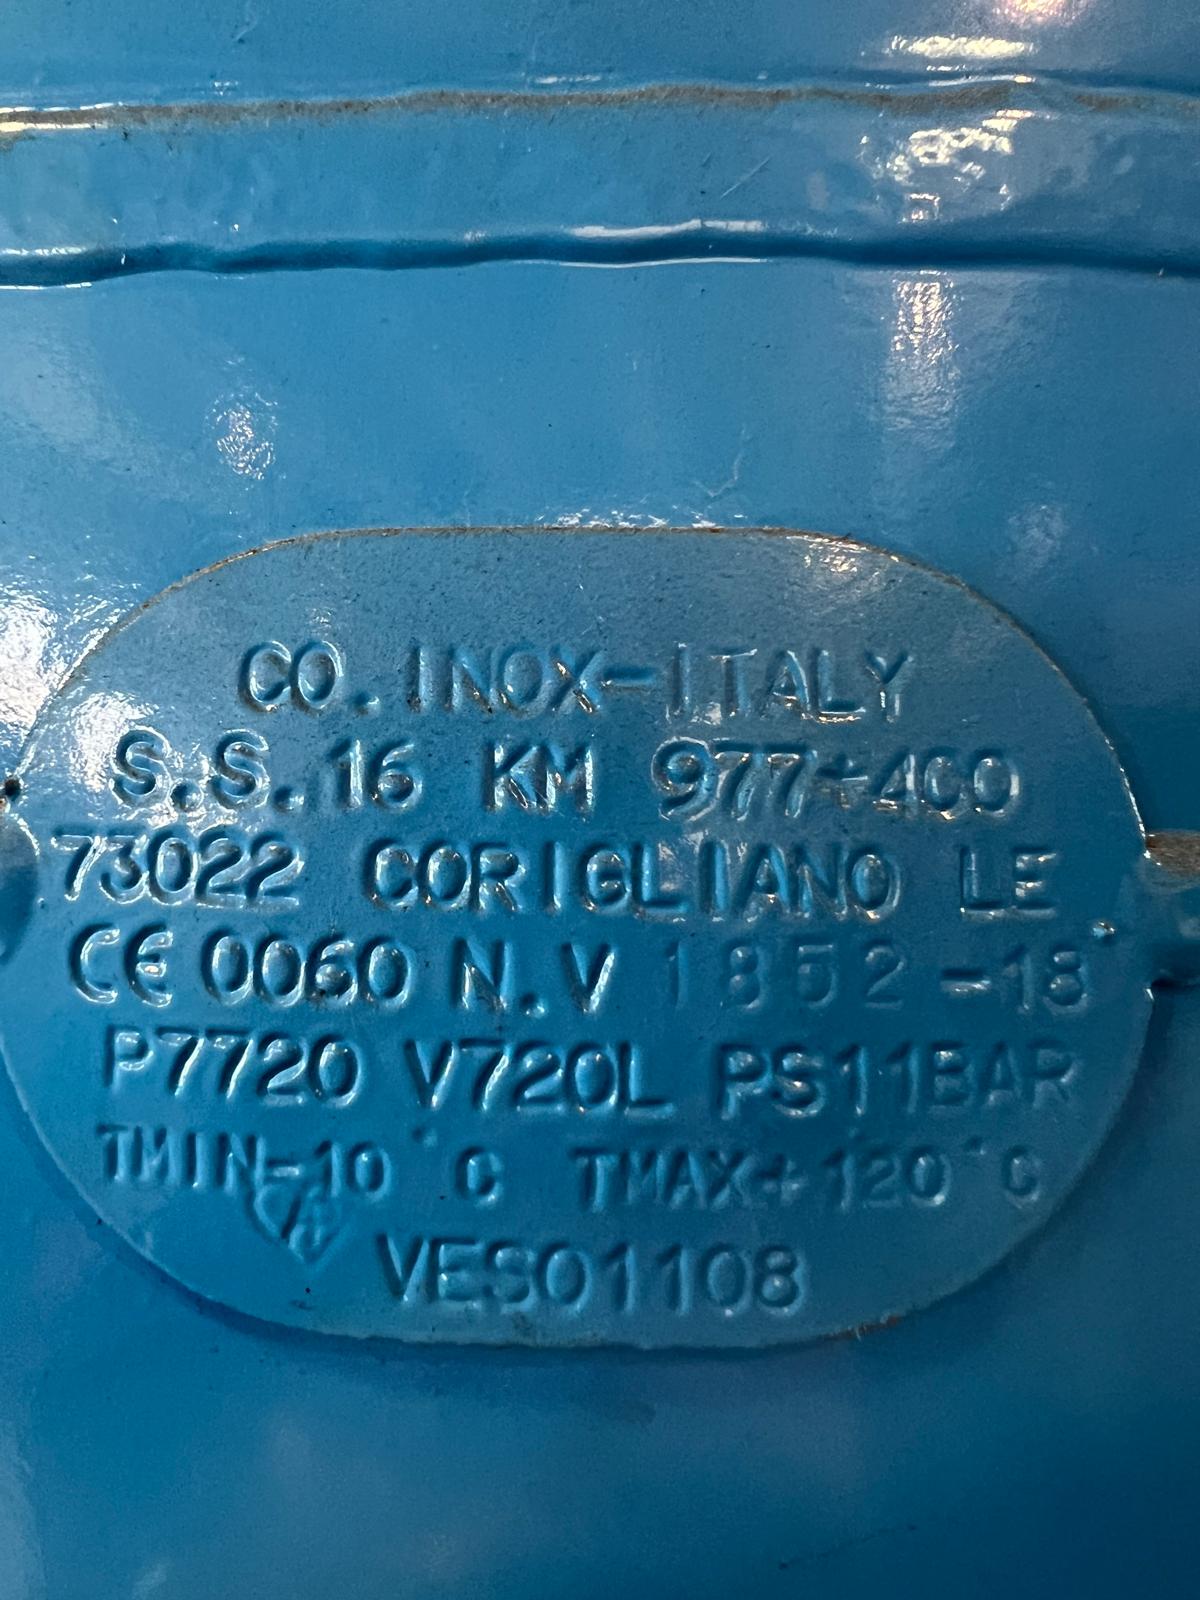 CO.INOX-ITALY
S.S.16 KM 977+400
73022 CORIGLIANO LE
CE 0060 N.V 1852 -18
P7720 V720L PS11BAR
TMIN-10°C TMAX+120°C
VES01108